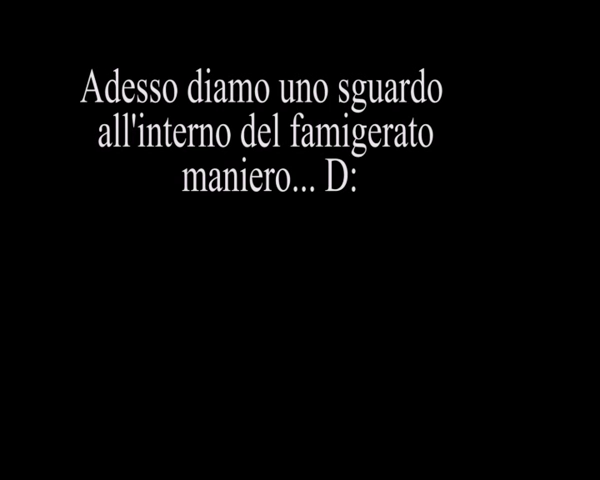 Adesso diamo uno sguardo
all'interno del famigerato
maniero... D: